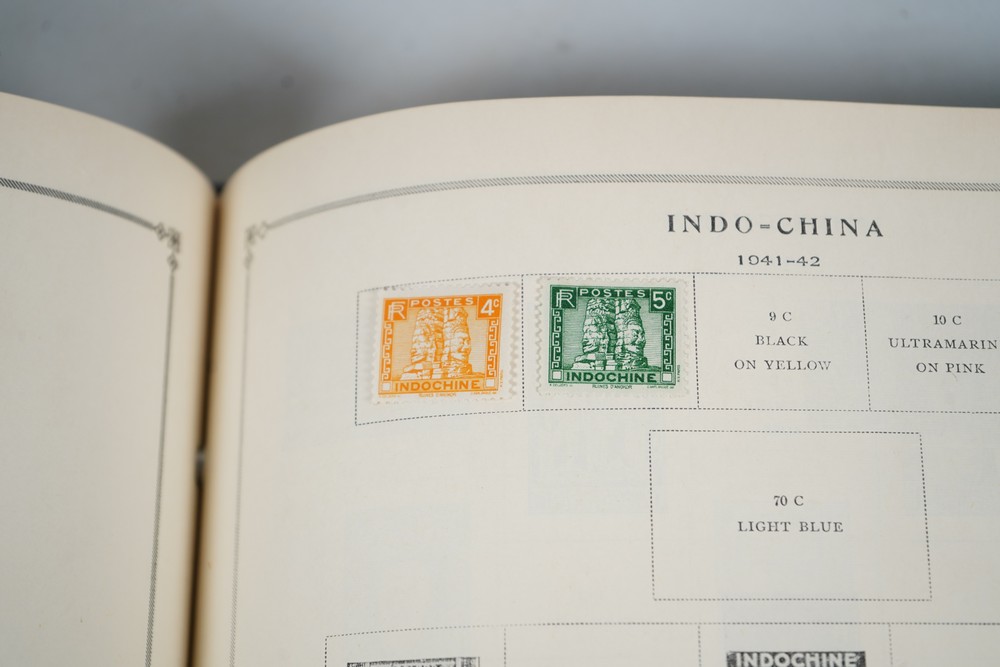 INDO-CHINA
1941-42
RF POSTES 4c
INDOCHINE
RF POSTES 5c
INDOCHINE
9 C
BLACK
ON YELLOW
10 C
ULTRAMARIN
ON PINK
70 C
LIGHT BLUE
INDOCHINE